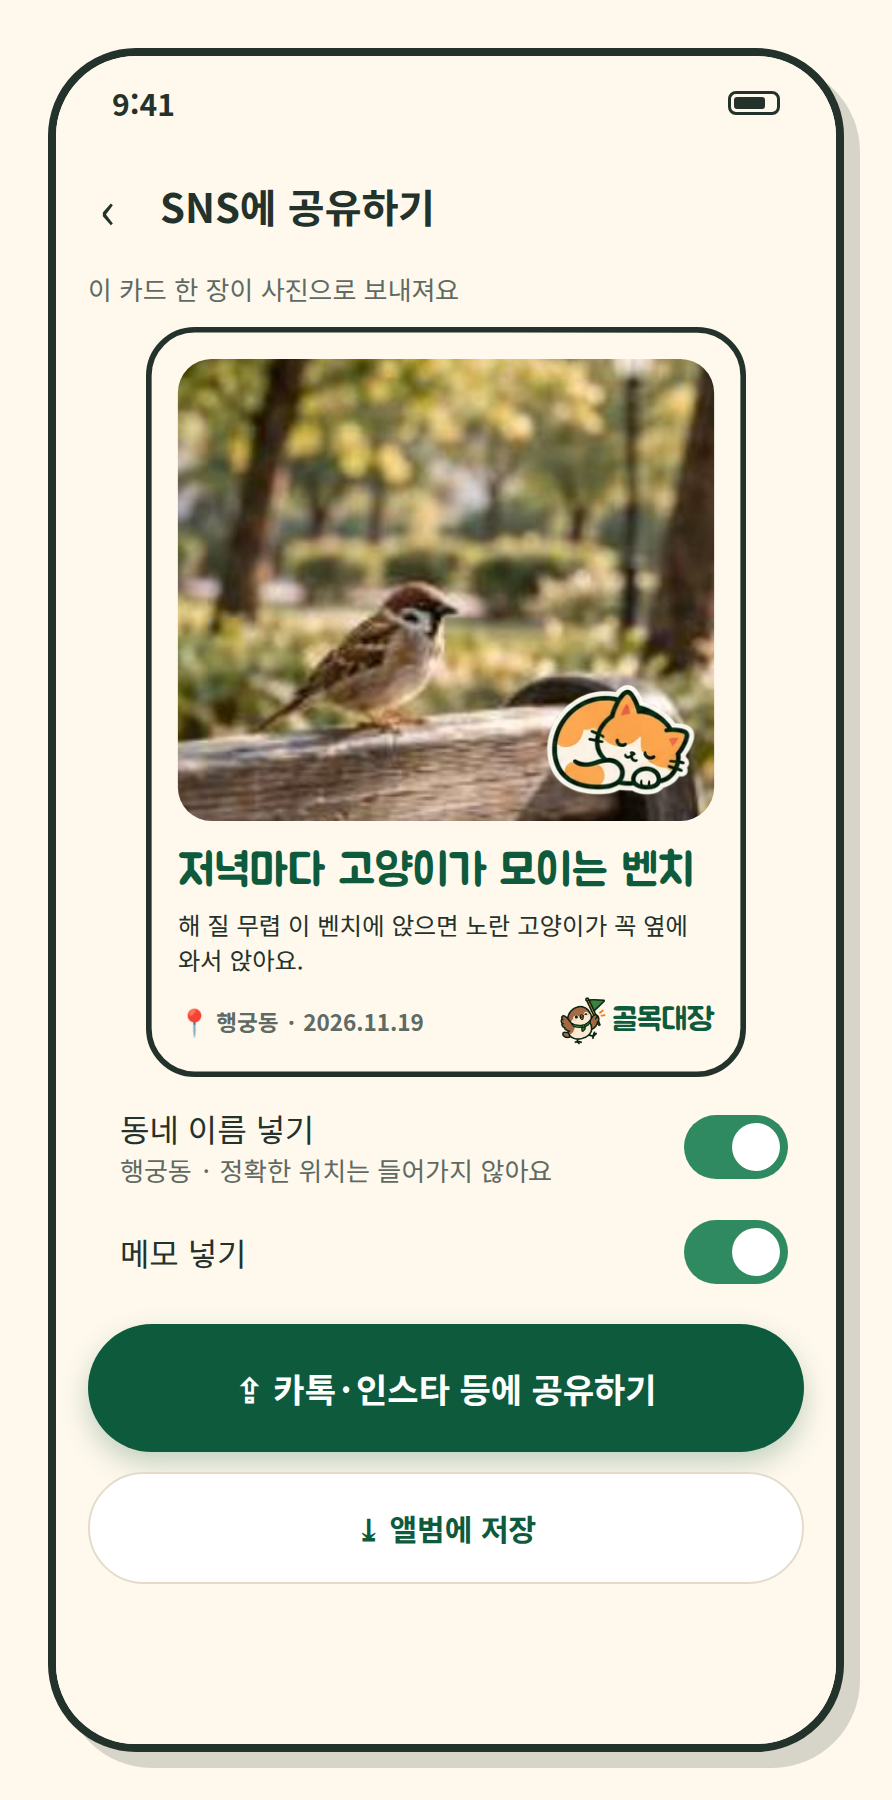 9:41
‹ SNS에 공유하기
이 카드 한 장이 사진으로 보내져요
저녁마다 고양이가 모이는 벤치
해 질 무렵 이 벤치에 앉으면 노란 고양이가 꼭 옆에
와서 앉아요.
📍 행궁동 · 2026.11.19
골목대장
동네 이름 넣기
행궁동 · 정확한 위치는 들어가지 않아요
메모 넣기
⇪ 카톡·인스타 등에 공유하기
⤓ 앨범에 저장